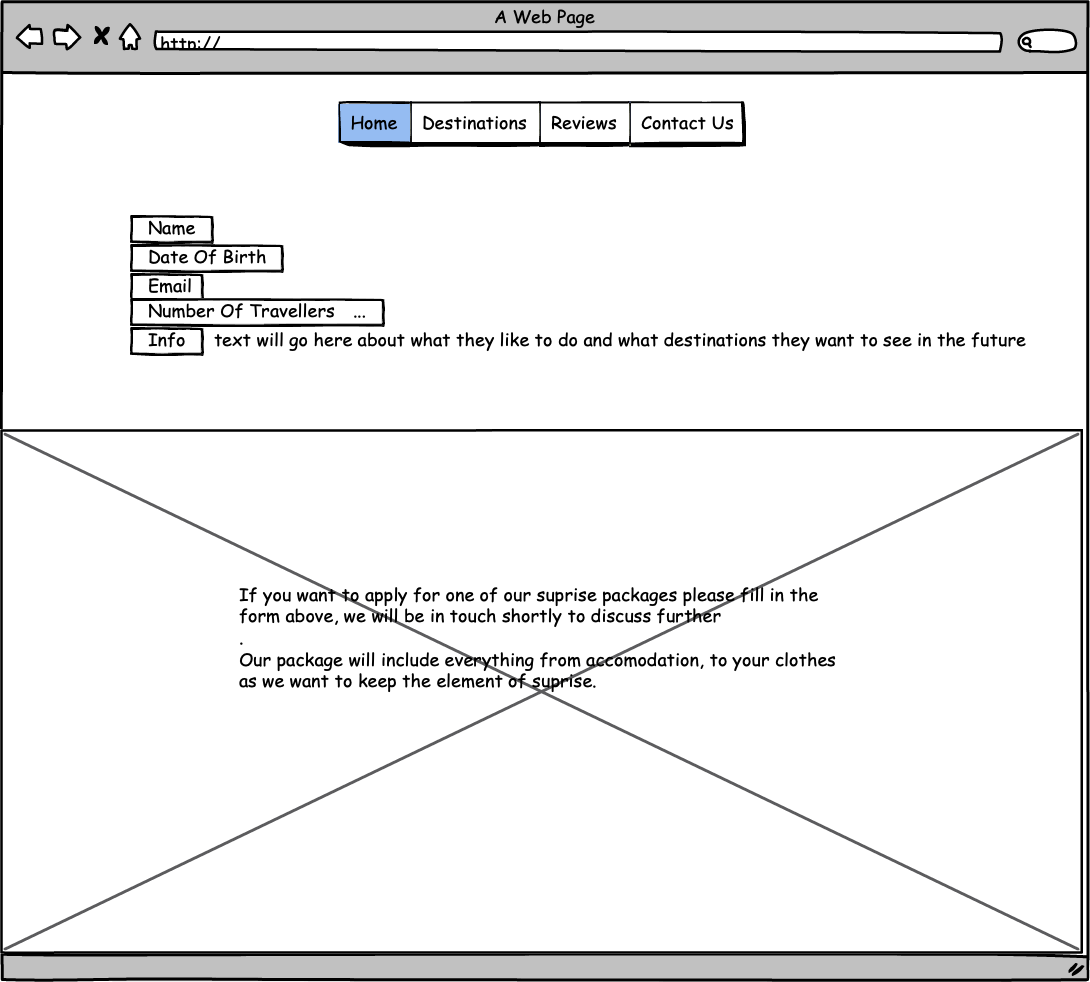 A Web Page
http://
Home Destinations Reviews Contact Us
Name
Date Of Birth
Email
Number Of Travellers ...
Info text will go here about what they like to do and what destinations they want to see in the future
If you want to apply for one of our suprise packages please fill in the
form above, we will be in touch shortly to discuss further
.
Our package will include everything from accomodation, to your clothes
as we want to keep the element of suprise.